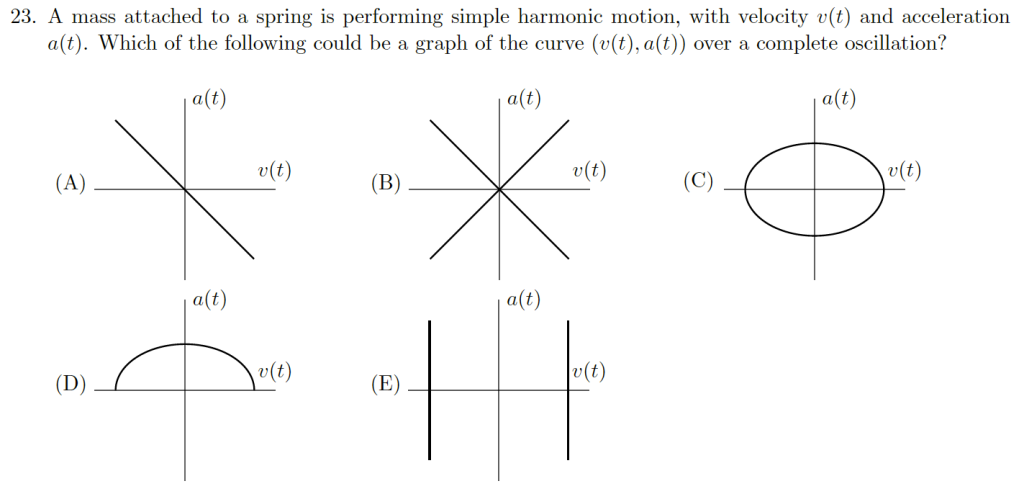 23. A mass attached to a spring is performing simple harmonic motion, with velocity v(t) and acceleration
a(t). Which of the following could be a graph of the curve (v(t), a(t)) over a complete oscillation?
a(t) a(t) a(t)
(A) v(t) (B) v(t) (C) v(t)
a(t) a(t)
(D) v(t) (E) v(t)